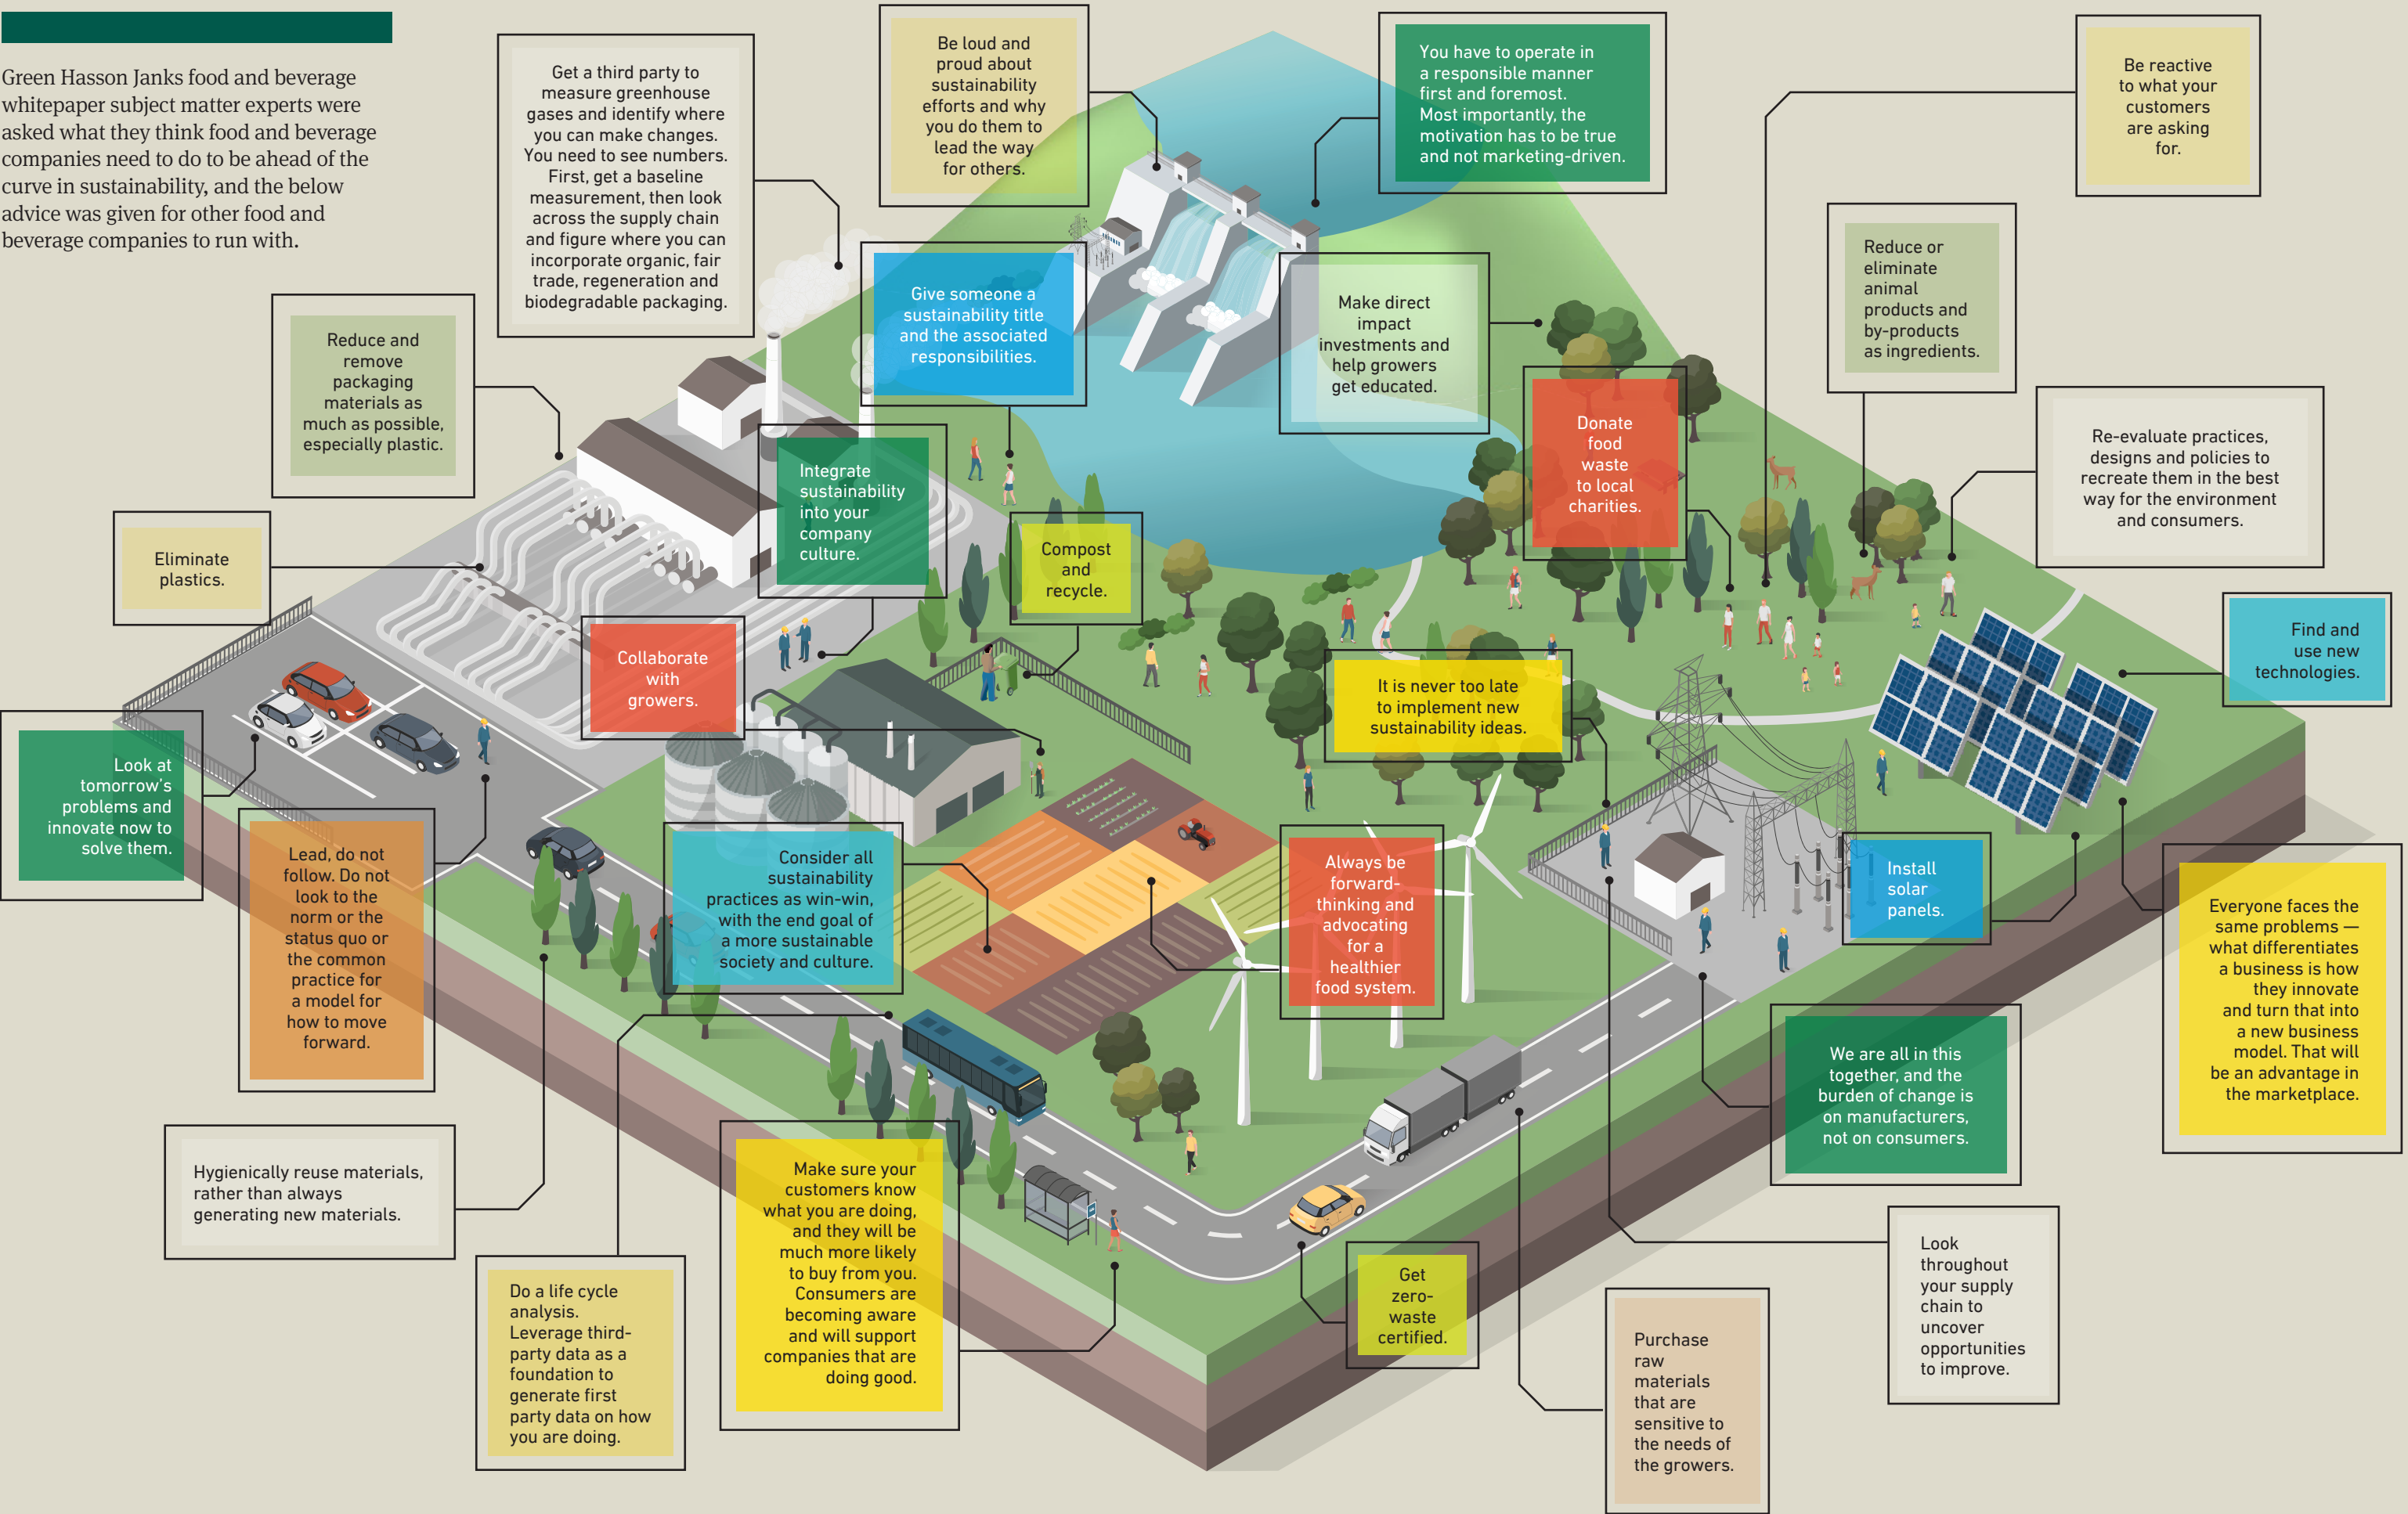 Green Hasson Janks food and beverage
whitepaper subject matter experts were
asked what they think food and beverage
companies need to do to be ahead of the
curve in sustainability, and the below
advice was given for other food and
beverage companies to run with.
Get a third party to
measure greenhouse
gases and identify where
you can make changes.
You need to see numbers.
First, get a baseline
measurement, then look
across the supply chain
and figure where you can
incorporate organic, fair
trade, regeneration and
biodegradable packaging.
Be loud and
proud about
sustainability
efforts and why
you do them to
lead the way
for others.
You have to operate in
a responsible manner
first and foremost.
Most importantly, the
motivation has to be true
and not marketing-driven.
Be reactive
to what your
customers
are asking
for.
Reduce and
remove
packaging
materials as
much as possible,
especially plastic.
Give someone a
sustainability title
and the associated
responsibilities.
Make direct
impact
investments and
help growers
get educated.
Reduce or
eliminate
animal
products and
by-products
as ingredients.
Donate
food
waste
to local
charities.
Re-evaluate practices,
designs and policies to
recreate them in the best
way for the environment
and consumers.
Integrate
sustainability
into your
company
culture.
Eliminate
plastics.
Compost
and
recycle.
Collaborate
with
growers.
It is never too late
to implement new
sustainability ideas.
Find and
use new
technologies.
Look at
tomorrow's
problems and
innovate now to
solve them.
Lead, do not
follow. Do not
look to the
norm or the
status quo or
the common
practice for
a model for
how to move
forward.
Consider all
sustainability
practices as win-win,
with the end goal of
a more sustainable
society and culture.
Always be
forward-
thinking and
advocating
for a
healthier
food system.
Install
solar
panels.
Everyone faces the
same problems —
what differentiates
a business is how
they innovate
and turn that into
a new business
model. That will
be an advantage in
the marketplace.
We are all in this
together, and the
burden of change is
on manufacturers,
not on consumers.
Hygienically reuse materials,
rather than always
generating new materials.
Make sure your
customers know
what you are doing,
and they will be
much more likely
to buy from you.
Consumers are
becoming aware
and will support
companies that are
doing good.
Do a life cycle
analysis.
Leverage third-
party data as a
foundation to
generate first
party data on how
you are doing.
Get
zero-
waste
certified.
Look
throughout
your supply
chain to
uncover
opportunities
to improve.
Purchase
raw
materials
that are
sensitive to
the needs of
the growers.